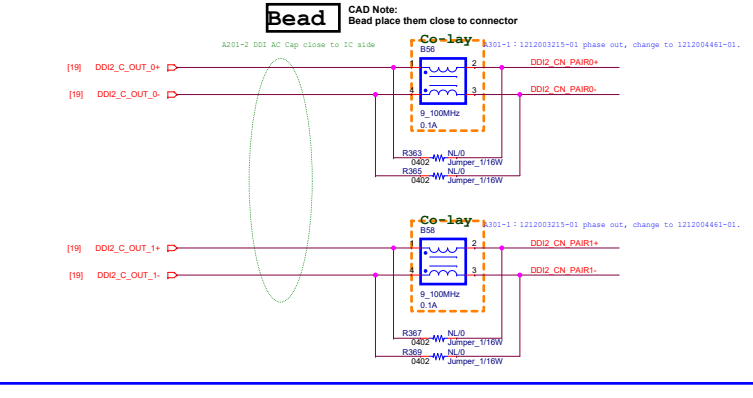 Bead
CAD Note:
Bead place them close to connector
A201-2 DDI AC Cap close to IC side
Co-lay
B56
A301-1：1212003215-01 phase out, change to 1212004461-01.
[19] DDI2_C_OUT_0+
1 2
DDI2_CN_PAIR0+
[19] DDI2_C_OUT_0-
4 3
DDI2_CN_PAIR0-
9_100MHz
0.1A
R363 NL/0
0402 Jumper_1/16W
R365 NL/0
0402 Jumper_1/16W
Co-lay
B58
A301-1：1212003215-01 phase out, change to 1212004461-01.
[19] DDI2_C_OUT_1+
1 2
DDI2_CN_PAIR1+
[19] DDI2_C_OUT_1-
4 3
DDI2_CN_PAIR1-
9_100MHz
0.1A
R367 NL/0
0402 Jumper_1/16W
R369 NL/0
0402 Jumper_1/16W